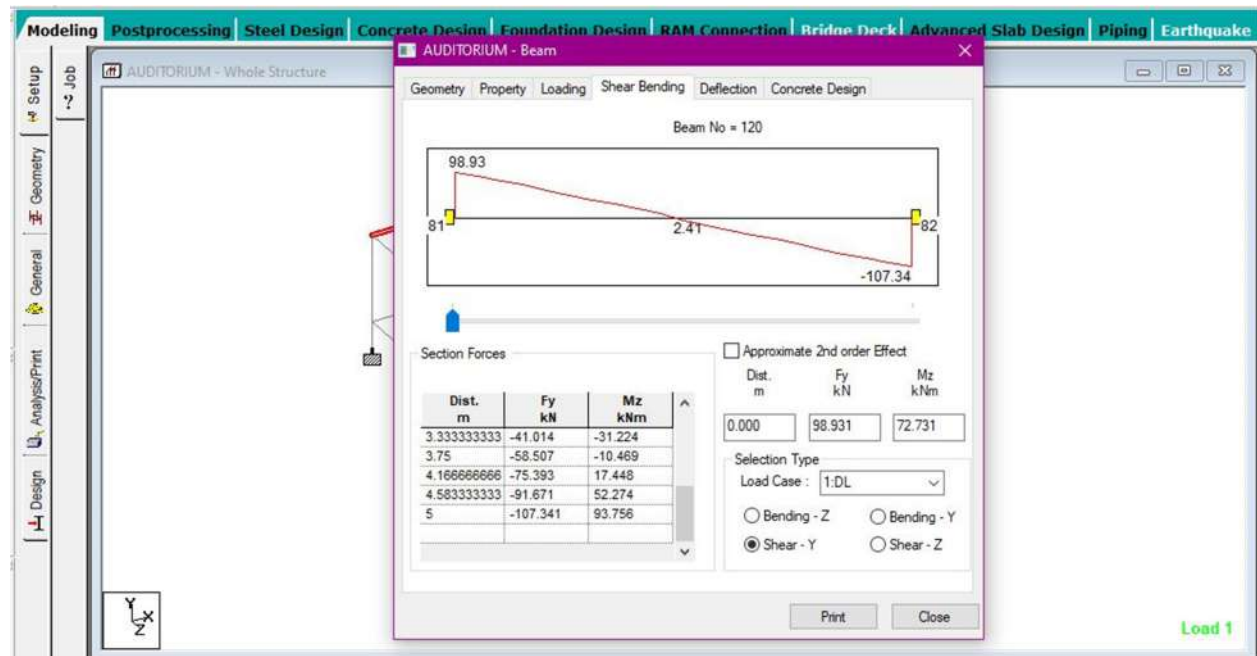 Modeling Postprocessing Steel Design Concrete Design Foundation Design RAM Connection Bridge Deck Advanced Slab Design Piping Earthquake
Setup
Geometry
General
Analysis/Print
Design
? Job
AUDITORIUM - Whole Structure
AUDITORIUM - Beam
Geometry Property Loading Shear Bending Deflection Concrete Design
Beam No = 120
98.93
81
2.41
82
-107.34
Section Forces
Dist. Fy Mz
m kN kNm
3.333333333 -41.014 -31.224
3.75 -58.507 -10.469
4.166666666 -75.393 17.448
4.583333333 -91.671 52.274
5 -107.341 93.756
Approximate 2nd order Effect
Dist. Fy Mz
m kN kNm
0.000 98.931 72.731
Selection Type
Load Case : 1:DL
Bending - Z Bending - Y
Shear - Y Shear - Z
Print Close
Y
X
Z
Load 1